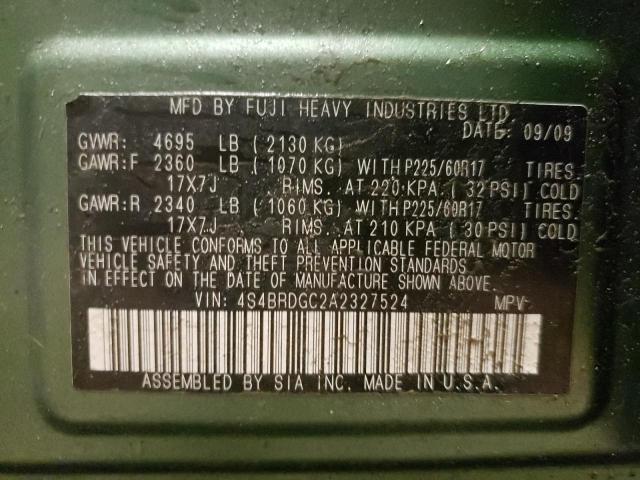 MFD BY FUJI HEAVY INDUSTRIES LTD
DATE: 09/09
GVWR: 4695 LB ( 2130 KG)
GAWR:F 2360 LB ( 1070 KG) WITH P225/60R17 TIRES.
17X7J RIMS. AT 220 KPA ( 32 PSI) COLD
GAWR:R 2340 LB ( 1060 KG) WITH P225/60R17 TIRES.
17X7J RIMS. AT 210 KPA ( 30 PSI) COLD
THIS VEHICLE CONFORMS TO ALL APPLICABLE FEDERAL MOTOR
VEHICLE SAFETY AND THEFT PREVENTION STANDARDS
IN EFFECT ON THE DATE OF MANUFACTURE SHOWN ABOVE.
VIN: 4S4BRDGC2A2327524 MPV
ASSEMBLED BY SIA INC. MADE IN U.S.A.